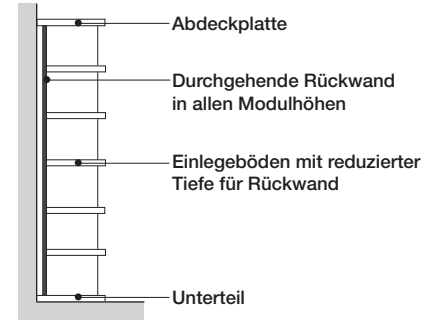 Abdeckplatte
Durchgehende Rückwand
in allen Modulhöhen
Einlegeböden mit reduzierter
Tiefe für Rückwand
Unterteil